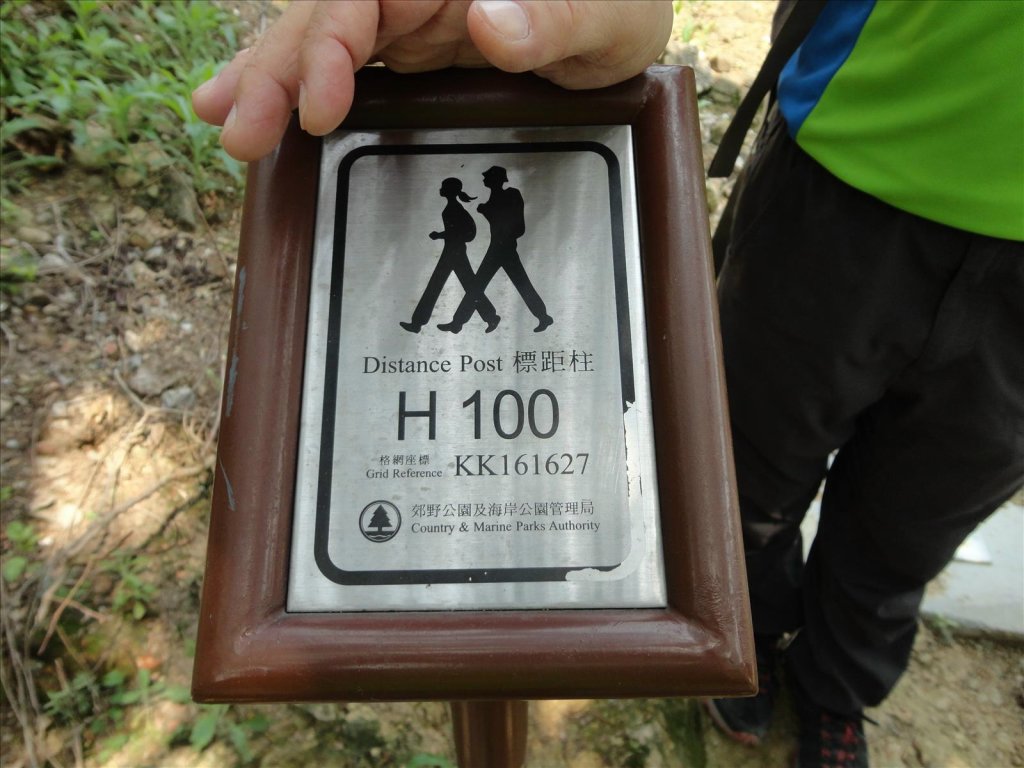 Distance Post 標距柱
H 100
格網座標
Grid Reference KK161627
郊野公園及海岸公園管理局
Country & Marine Parks Authority